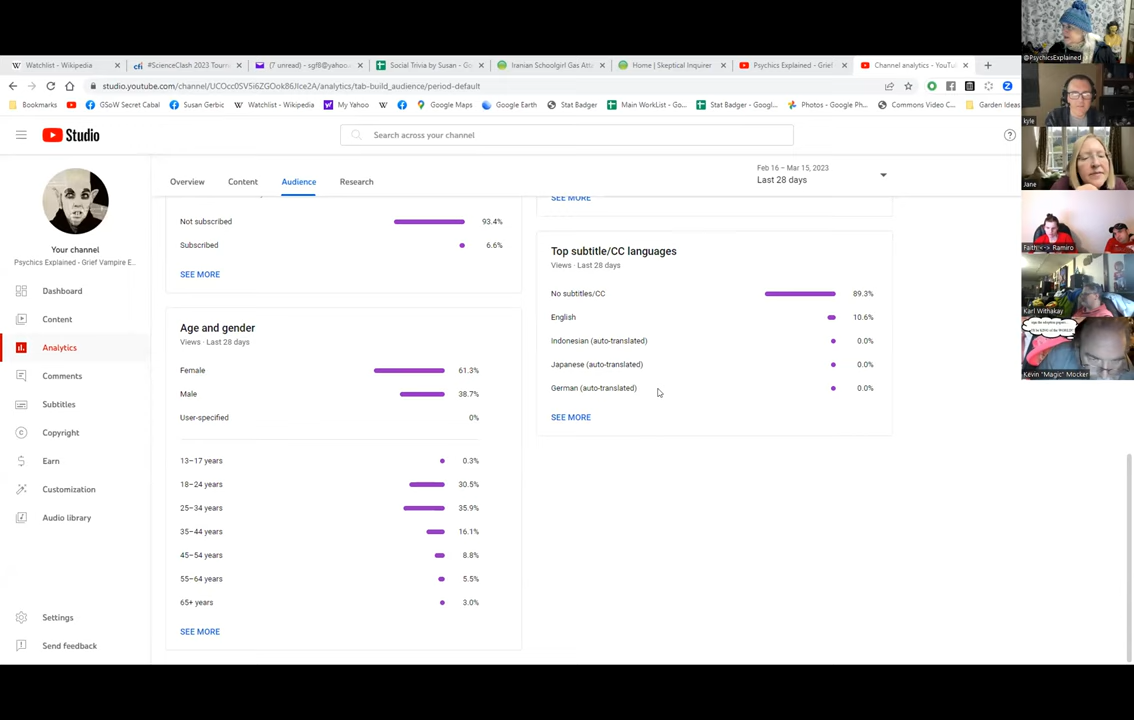 Watchlist - Wikipedia
#ScienceClash 2023 Tourn
(7 unread) - sgf8@yahoo.
Social Trivia by Susan - Go
Iranian Schoolgirl Gas Atta
Home | Skeptical Inquirer
Psychics Explained - Grief
Channel analytics - YouTu
studio.youtube.com/channel/UCOcc0SV5i6ZGOok86Jlce2A/analytics/tab-build_audience/period-default
Bookmarks
GSoW Secret Cabal
Susan Gerbic
Watchlist - Wikipedia
My Yahoo
Google Maps
Google Earth
Stat Badger
Main WorkList - Go...
Stat Badger - Googl...
Photos - Google Ph...
Commons Video C...
Garden Ideas
Studio
Search across your channel
Overview
Content
Audience
Research
Feb 16 – Mar 15, 2023
Last 28 days
Your channel
Psychics Explained - Grief Vampire E...
Dashboard
Content
Analytics
Comments
Subtitles
Copyright
Earn
Customization
Audio library
Settings
Send feedback
Not subscribed 93.4%
Subscribed 6.6%
SEE MORE
Age and gender
Views · Last 28 days
Female 61.3%
Male 38.7%
User-specified 0%
13–17 years 0.3%
18–24 years 30.5%
25–34 years 35.9%
35–44 years 16.1%
45–54 years 8.8%
55–64 years 5.5%
65+ years 3.0%
SEE MORE
SEE MORE
Top subtitle/CC languages
Views · Last 28 days
No subtitles/CC 89.3%
English 10.6%
Indonesian (auto-translated) 0.0%
Japanese (auto-translated) 0.0%
German (auto-translated) 0.0%
SEE MORE
@PsychicsExplained
kyle
Jane
Faith <-> Ramiro
Karl Withakay
Kevin "Magic" Mocker